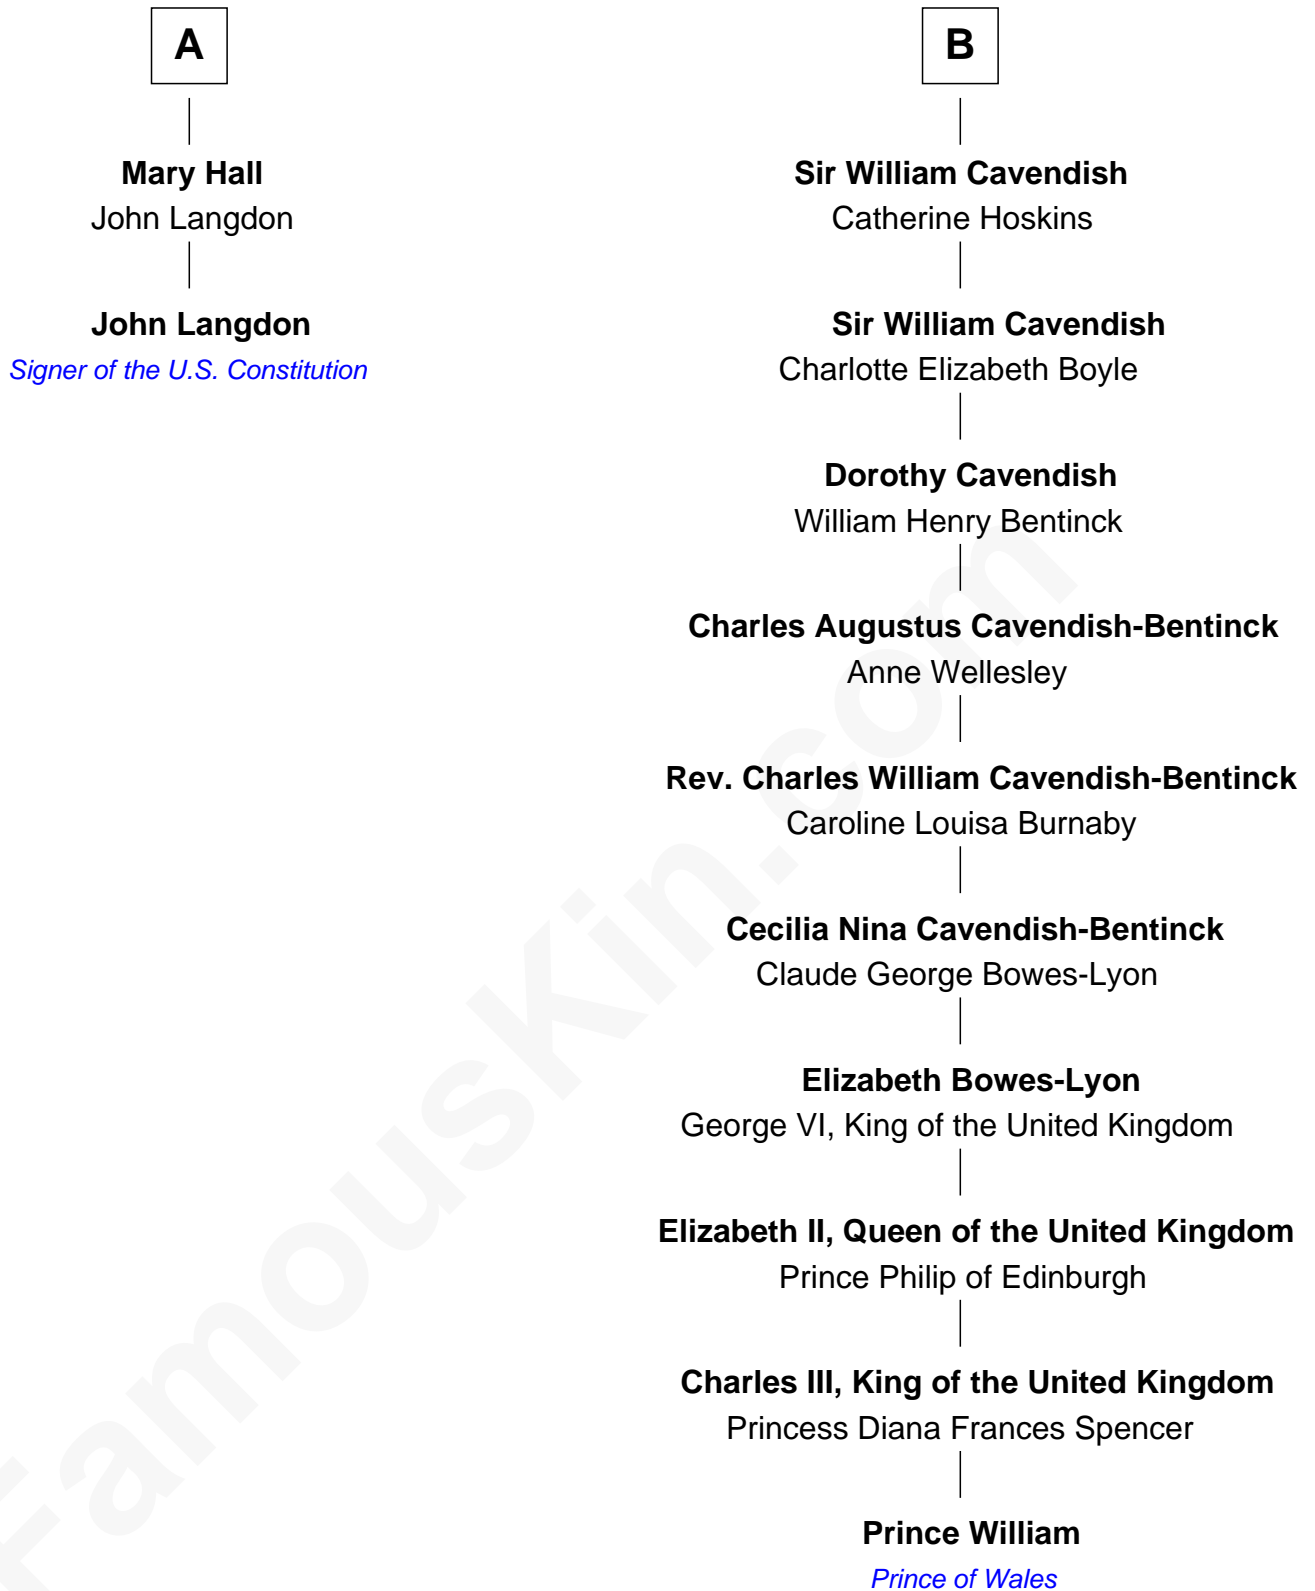 A
Mary Hall
John Langdon
John Langdon
Signer of the U.S. Constitution
B
Sir William Cavendish
Catherine Hoskins
Sir William Cavendish
Charlotte Elizabeth Boyle
Dorothy Cavendish
William Henry Bentinck
Charles Augustus Cavendish-Bentinck
Anne Wellesley
Rev. Charles William Cavendish-Bentinck
Caroline Louisa Burnaby
Cecilia Nina Cavendish-Bentinck
Claude George Bowes-Lyon
Elizabeth Bowes-Lyon
George VI, King of the United Kingdom
Elizabeth II, Queen of the United Kingdom
Prince Philip of Edinburgh
Charles III, King of the United Kingdom
Princess Diana Frances Spencer
Prince William
Prince of Wales
FamousKin.com